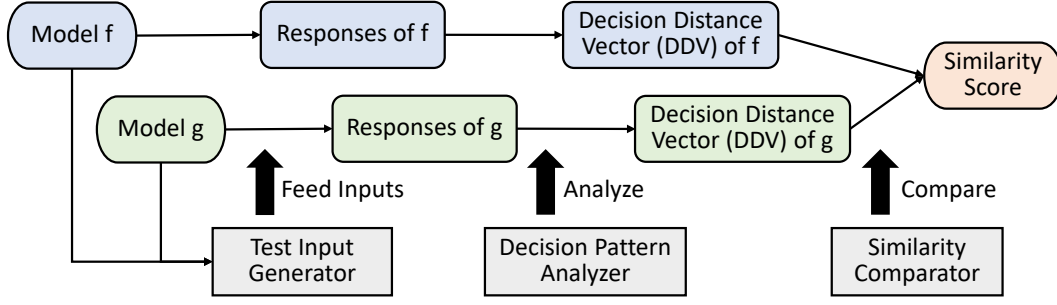 Model f
Responses of f
Decision Distance
Vector (DDV) of f
Similarity
Score
Model g
Responses of g
Decision Distance
Vector (DDV) of g
Feed Inputs
Analyze
Compare
Test Input
Generator
Decision Pattern
Analyzer
Similarity
Comparator